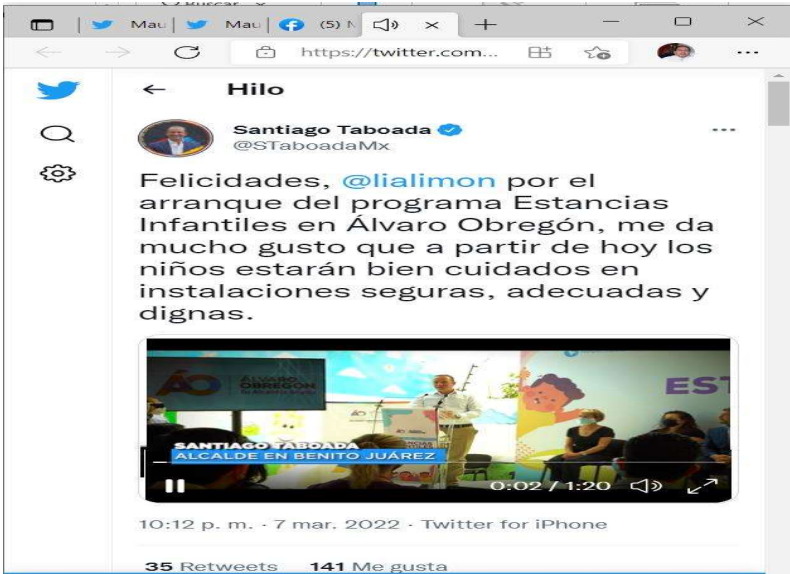 Buscar
Mau
Mau
(5) N
https://twitter.com...
Hilo
Santiago Taboada
@STaboadaMx
Felicidades, @lialimon por el
arranque del programa Estancias
Infantiles en Álvaro Obregón, me da
mucho gusto que a partir de hoy los
niños estarán bien cuidados en
instalaciones seguras, adecuadas y
dignas.
ÁO ÁLVARO
OBREGÓN
EST
SANTIAGO TABOADA
ALCALDE EN BENITO JUÁREZ
0:02 / 1:20
10:12 p. m. · 7 mar. 2022 · Twitter for iPhone
35 Retweets 141 Me gusta